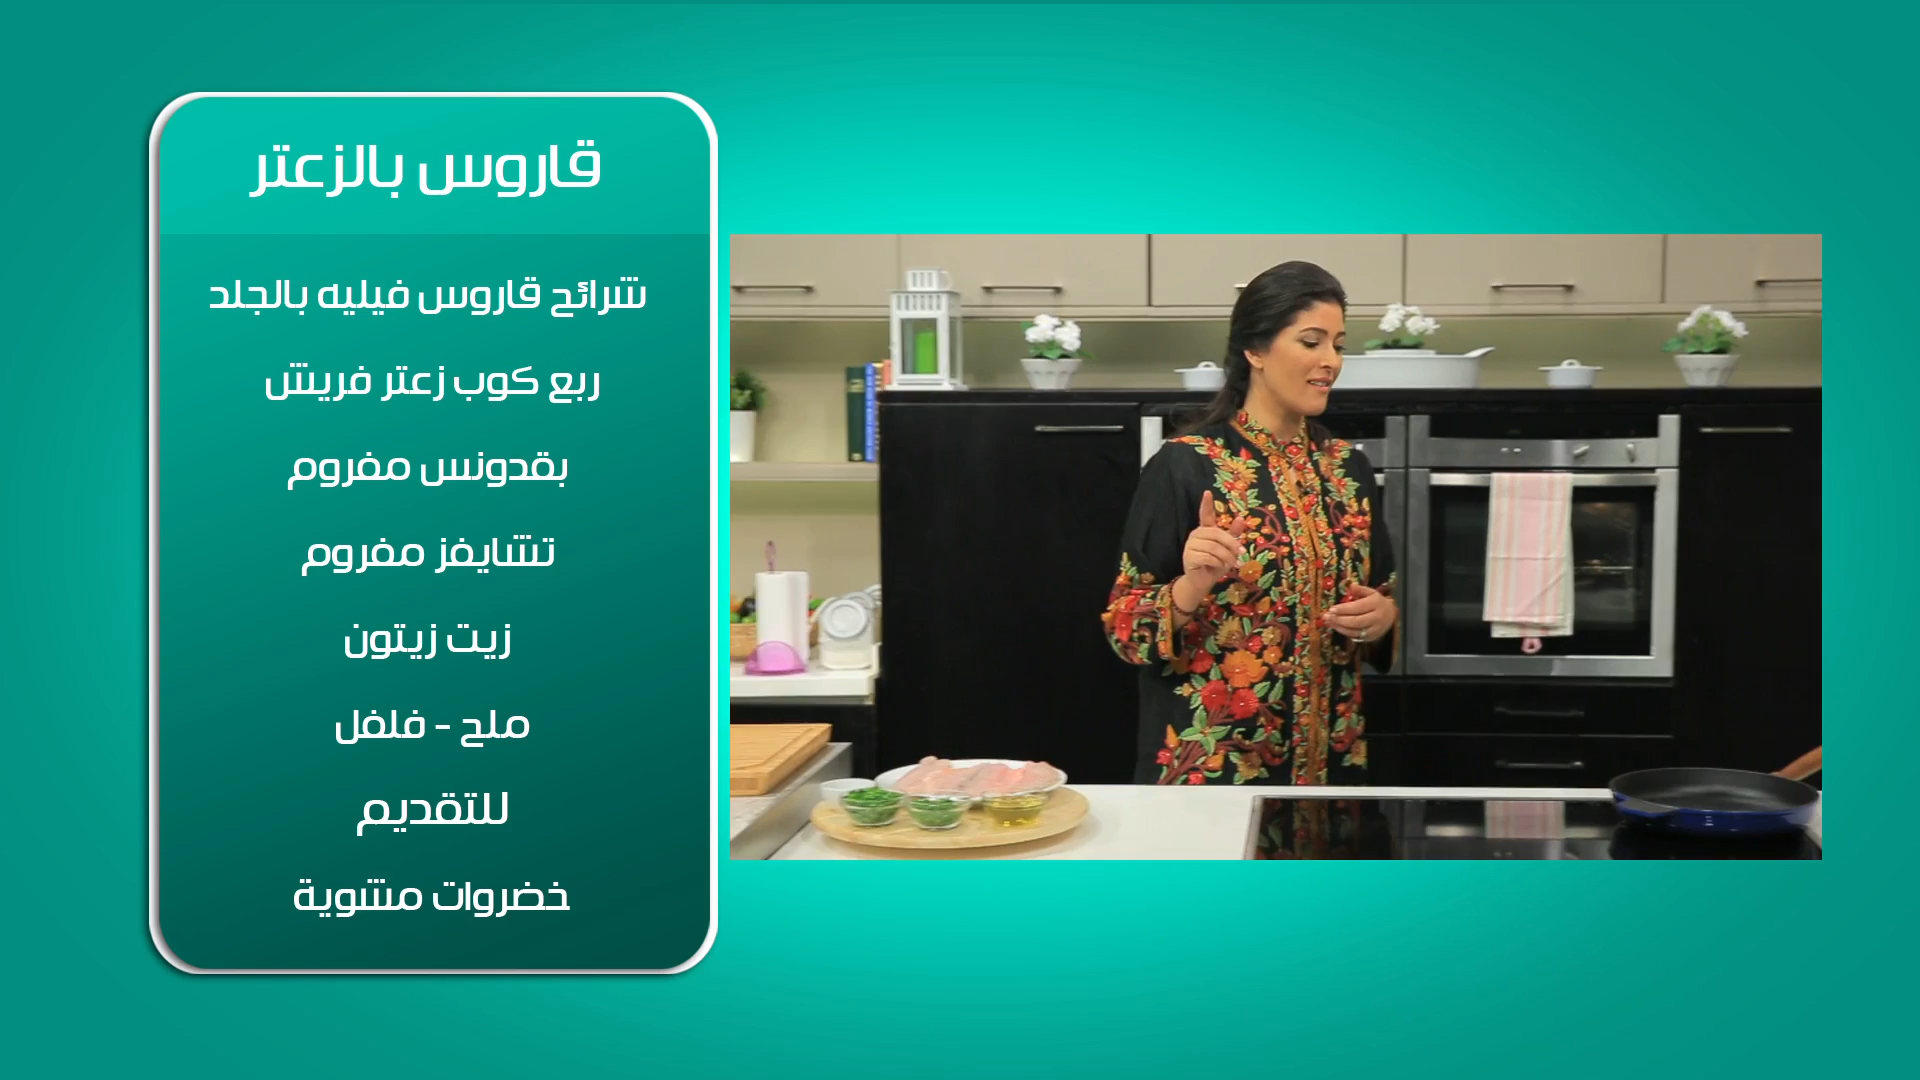 قاروس بالزعتر
شرائح قاروس فيليه بالجلد
ربع كوب زعتر فريش
بقدونس مفروم
تشايفز مفروم
زيت زيتون
ملح - فلفل
للتقديم
خضروات مشوية